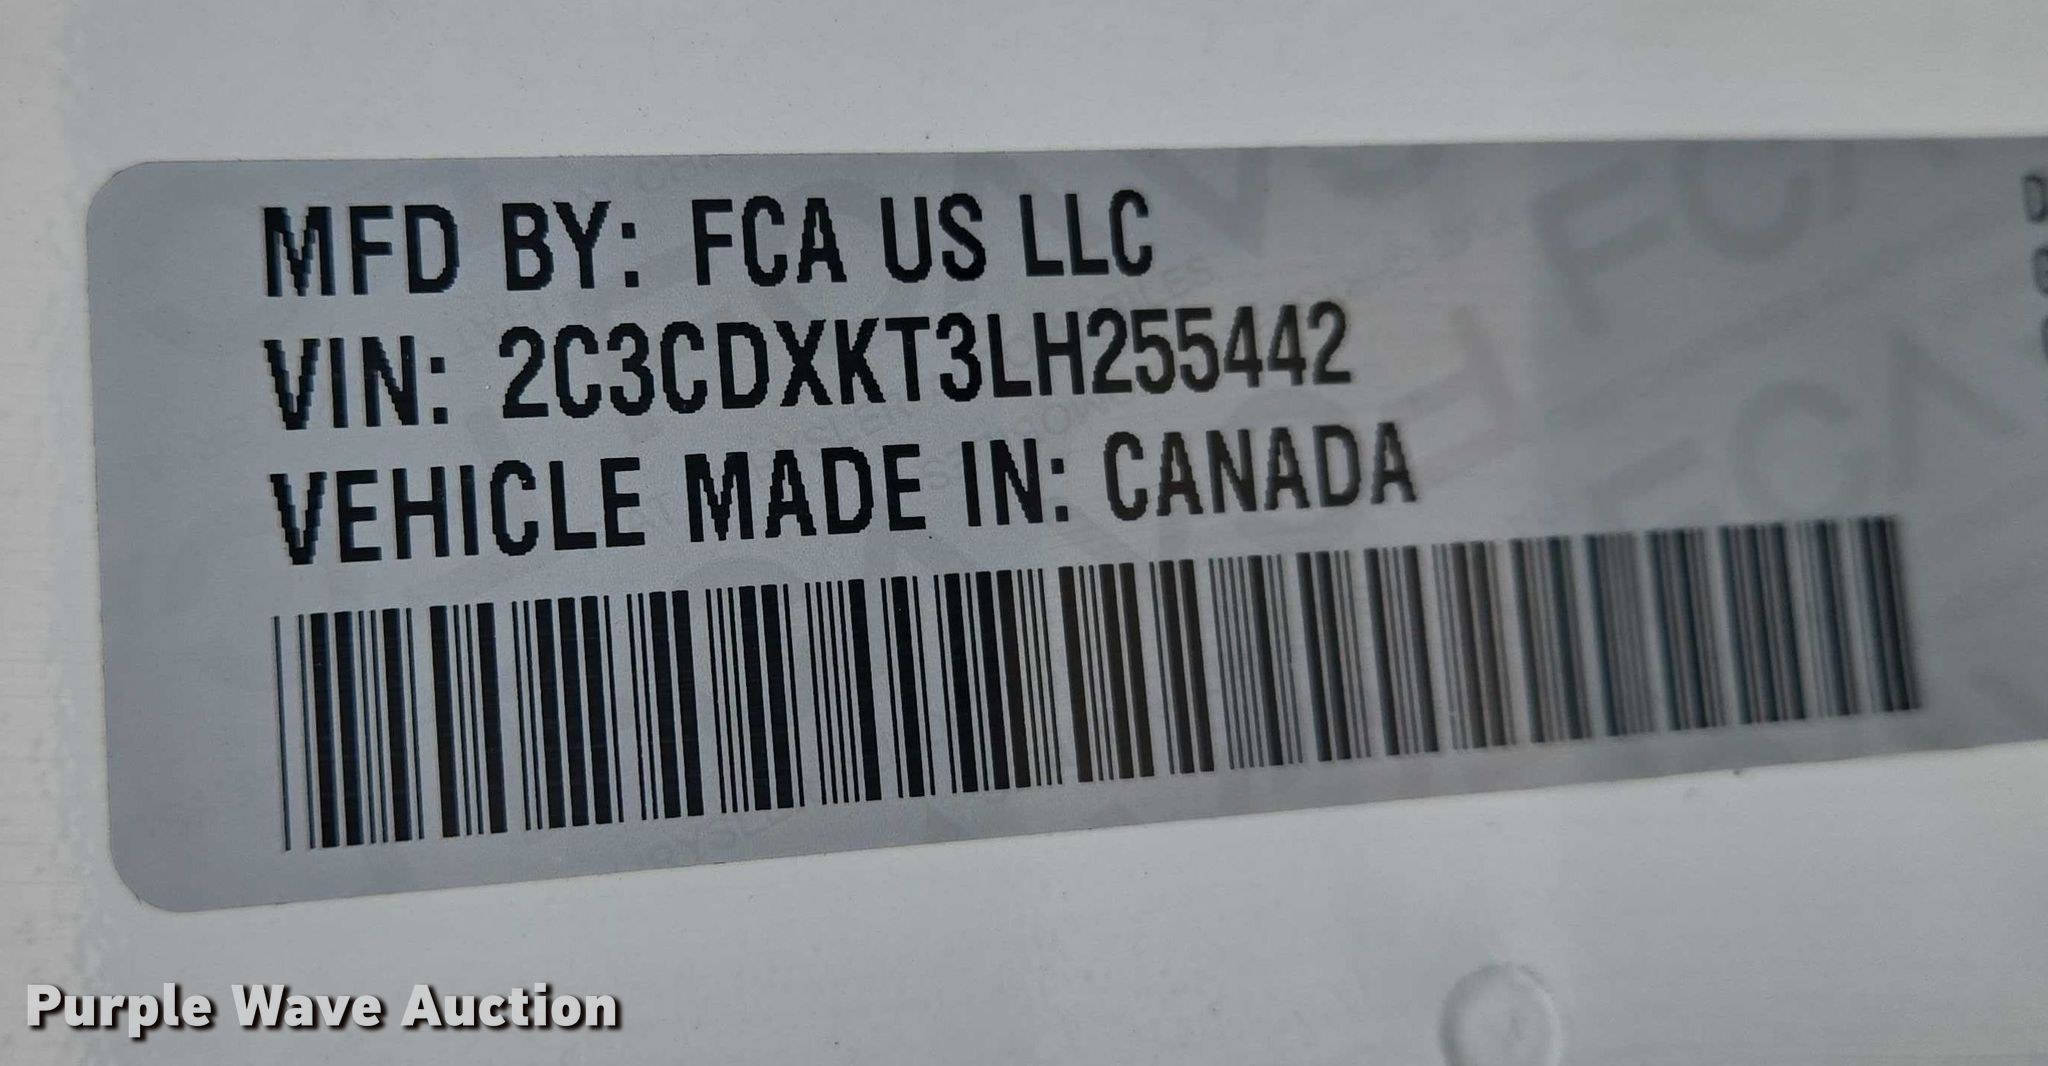 MFD BY: FCA US LLC
VIN: 2C3CDXKT3LH255442
VEHICLE MADE IN: CANADA
Purple Wave Auction